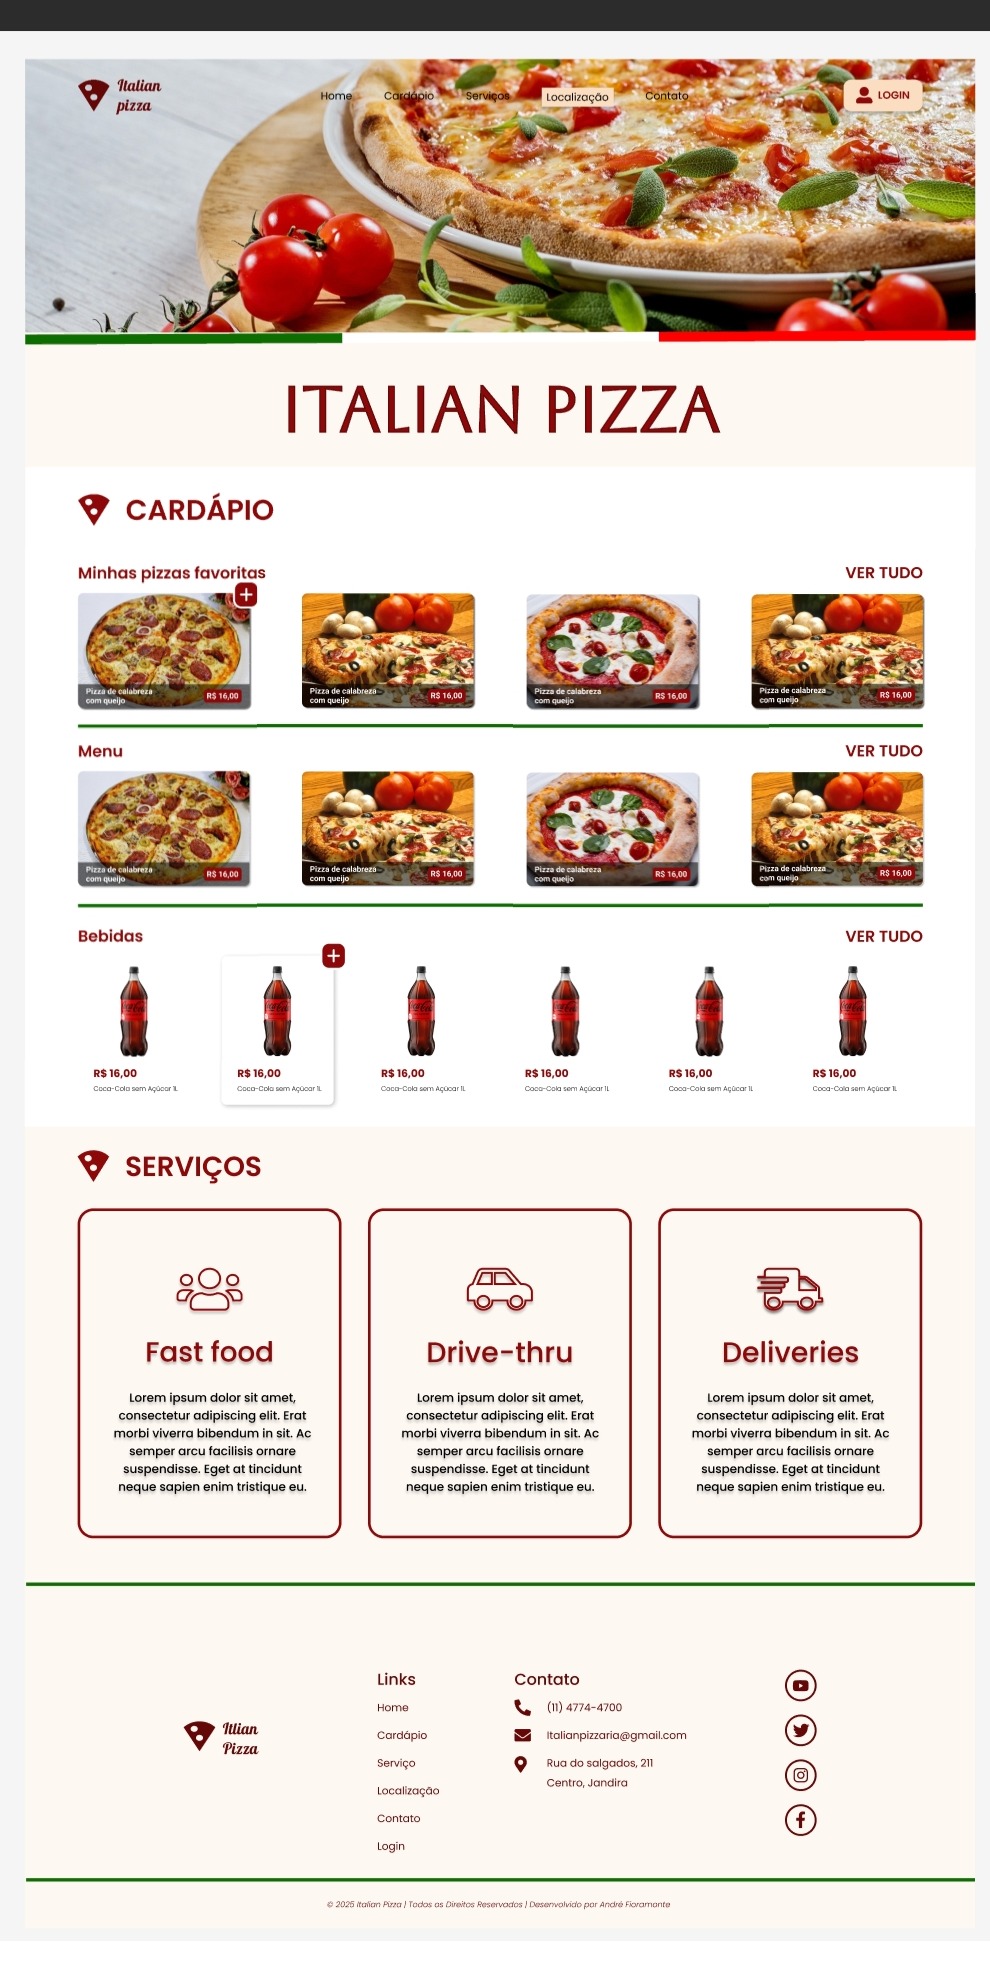 Italian
pizza
Home Cardápio Serviços Localização Contato
LOGIN
ITALIAN PIZZA
CARDÁPIO
Minhas pizzas favoritas
VER TUDO
Pizza de calabreza
com queijo
R$ 16,00
Pizza de calabreza
com queijo
R$ 16,00
Pizza de calabreza
com queijo
R$ 16,00
Pizza de calabreza
com queijo
R$ 16,00
Menu
VER TUDO
Pizza de calabreza
com queijo
R$ 16,00
Pizza de calabreza
com queijo
R$ 16,00
Pizza de calabreza
com queijo
R$ 16,00
Pizza de calabreza
com queijo
R$ 16,00
Bebidas
VER TUDO
R$ 16,00
Coca-Cola sem Açúcar 1L
R$ 16,00
Coca-Cola sem Açúcar 1L
R$ 16,00
Coca-Cola sem Açúcar 1L
R$ 16,00
Coca-Cola sem Açúcar 1L
R$ 16,00
Coca-Cola sem Açúcar 1L
R$ 16,00
Coca-Cola sem Açúcar 1L
SERVIÇOS
Fast food
Lorem ipsum dolor sit amet,
consectetur adipiscing elit. Erat
morbi viverra bibendum in sit. Ac
semper arcu facilisis ornare
suspendisse. Eget at tincidunt
neque sapien enim tristique eu.
Drive-thru
Lorem ipsum dolor sit amet,
consectetur adipiscing elit. Erat
morbi viverra bibendum in sit. Ac
semper arcu facilisis ornare
suspendisse. Eget at tincidunt
neque sapien enim tristique eu.
Deliveries
Lorem ipsum dolor sit amet,
consectetur adipiscing elit. Erat
morbi viverra bibendum in sit. Ac
semper arcu facilisis ornare
suspendisse. Eget at tincidunt
neque sapien enim tristique eu.
Itlian
Pizza
Links
Home
Cardápio
Serviço
Localização
Contato
Login
Contato
(11) 4774-4700
Italianpizzaria@gmail.com
Rua do salgados, 211
Centro, Jandira
© 2025 Italian Pizza | Todos os Direitos Reservados | Desenvolvido por André Fioramonte